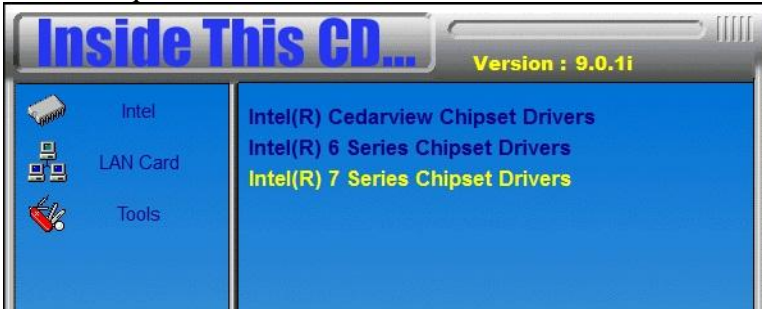 Inside This CD...
Version : 9.0.1i
Intel
LAN Card
Tools
Intel(R) Cedarview Chipset Drivers
Intel(R) 6 Series Chipset Drivers
Intel(R) 7 Series Chipset Drivers